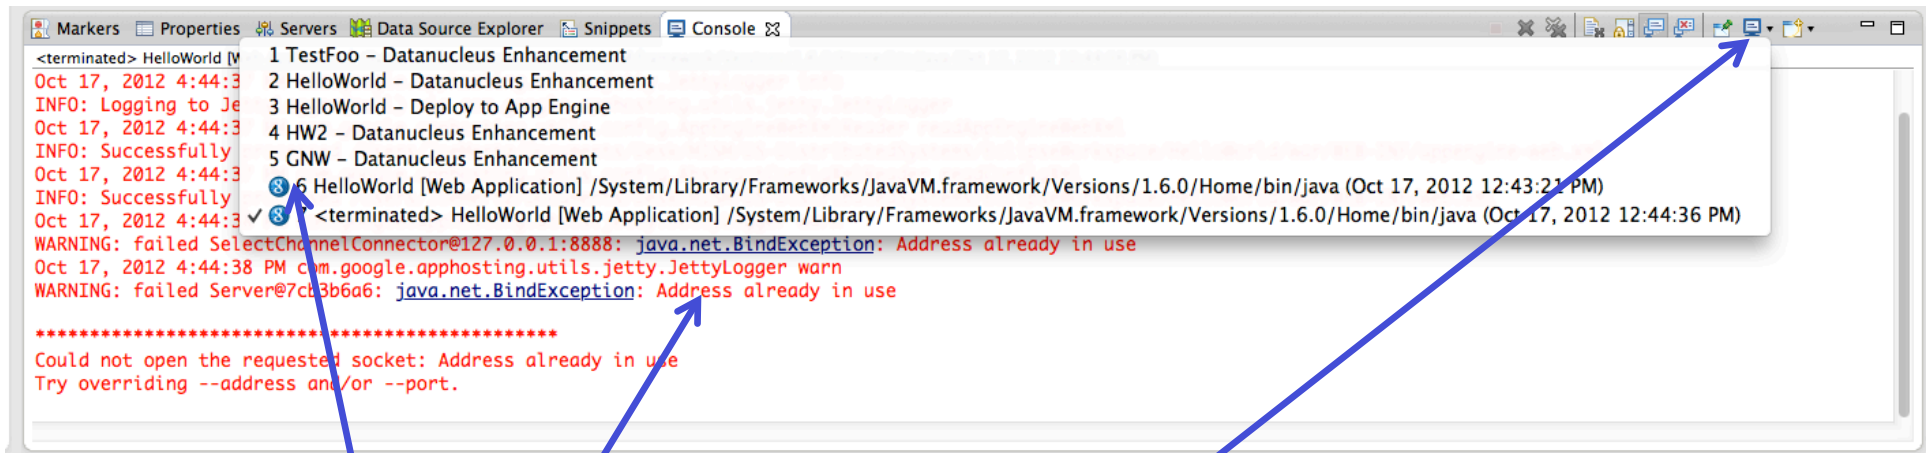 Markers Properties Servers Data Source Explorer Snippets Console
<terminated> HelloWorld [W
1 TestFoo – Datanucleus Enhancement
2 HelloWorld – Datanucleus Enhancement
3 HelloWorld – Deploy to App Engine
4 HW2 – Datanucleus Enhancement
5 GNW – Datanucleus Enhancement
6 HelloWorld [Web Application] /System/Library/Frameworks/JavaVM.framework/Versions/1.6.0/Home/bin/java (Oct 17, 2012 12:43:21 PM)
✓ 7 <terminated> HelloWorld [Web Application] /System/Library/Frameworks/JavaVM.framework/Versions/1.6.0/Home/bin/java (Oct 17, 2012 12:44:36 PM)
Oct 17, 2012 4:44:3
INFO: Logging to Je
Oct 17, 2012 4:44:3
INFO: Successfully
Oct 17, 2012 4:44:3
INFO: Successfully
Oct 17, 2012 4:44:3
WARNING: failed SelectChannelConnector@127.0.0.1:8888: java.net.BindException: Address already in use
Oct 17, 2012 4:44:38 PM com.google.apphosting.utils.jetty.JettyLogger warn
WARNING: failed Server@7cb3b6a6: java.net.BindException: Address already in use
************************************************
Could not open the requested socket: Address already in use
Try overriding --address and/or --port.